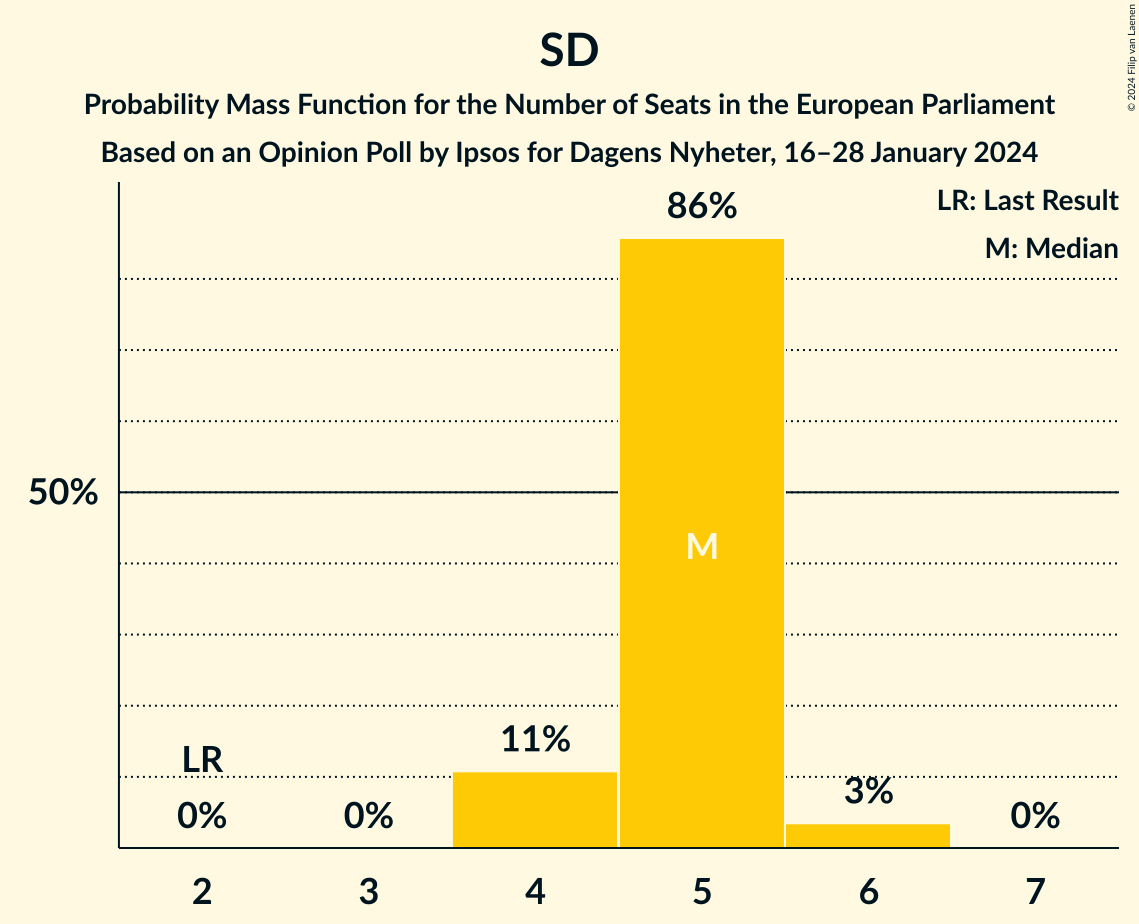 SD
Probability Mass Function for the Number of Seats in the European Parliament
Based on an Opinion Poll by Ipsos for Dagens Nyheter, 16–28 January 2024
© 2024 Filip van Laenen
LR: Last Result
M: Median
86%
50%
M
11%
LR
3%
0%
0%
0%
2
3
4
5
6
7